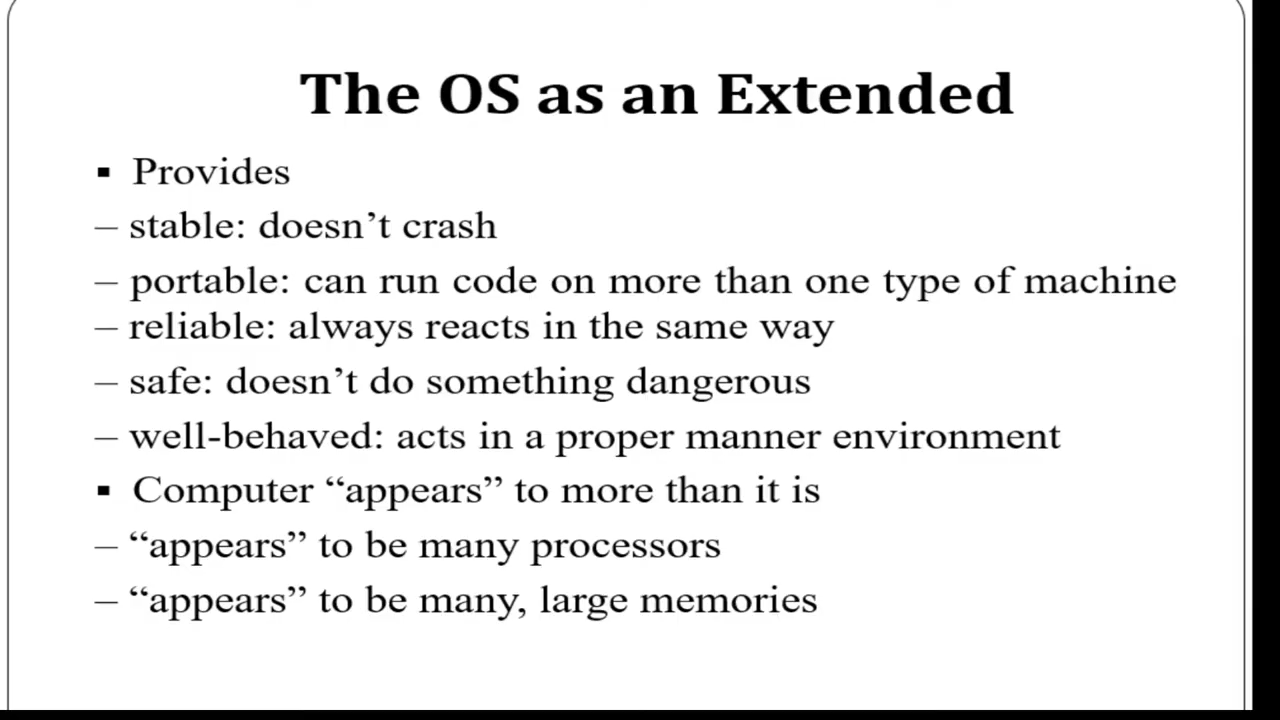 The OS as an Extended
▪ Provides
– stable: doesn’t crash
– portable: can run code on more than one type of machine
– reliable: always reacts in the same way
– safe: doesn’t do something dangerous
– well-behaved: acts in a proper manner environment
▪ Computer “appears” to more than it is
– “appears” to be many processors
– “appears” to be many, large memories